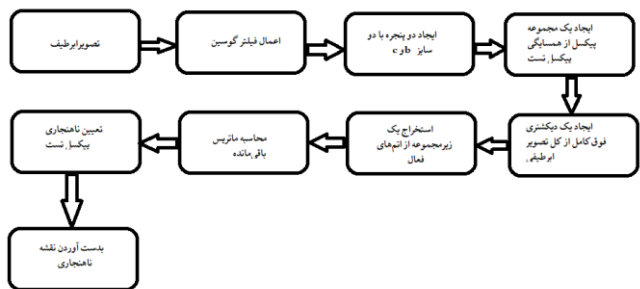 تصویرابرطیف
اعمال فیلتر گوسین
ایجاد دو پنجره با دو
سایز b و c
ایجاد یک مجموعه
پیکسل از همسایگی
پیکسل تست
ایجاد یک دیکشنری
فوق کامل از کل تصویر
ابرطیفی
استخراج یک
زیرمجموعه از اتم‌های
فعال
محاسبه ماتریس
باقی‌مانده
تعیین ناهنجاری
پیکسل تست
بدست آوردن نقشه
ناهنجاری